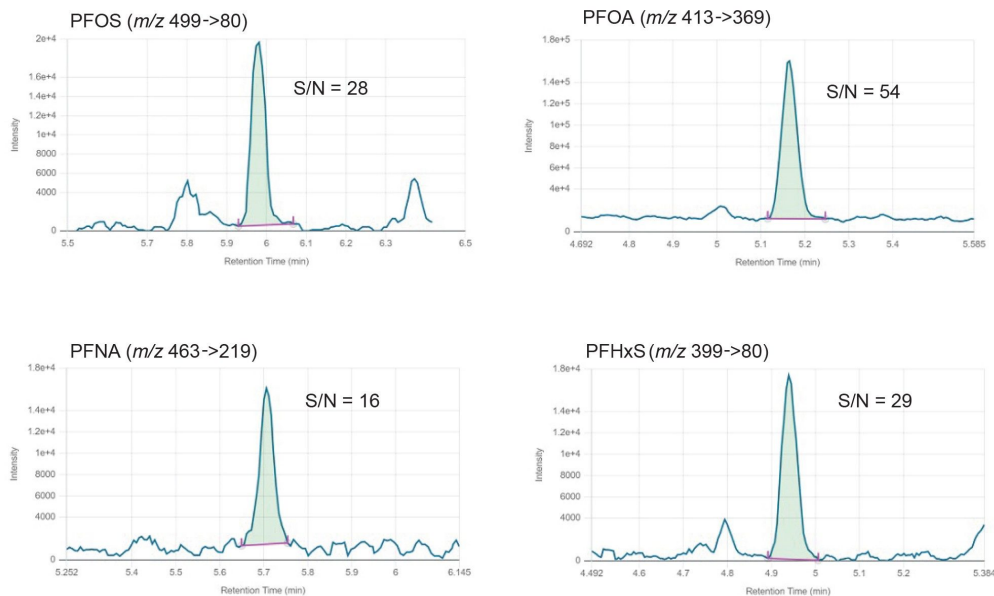 PFOS (m/z 499->80)
2e+4
1.6e+4
1.4e+4
1.2e+4
1e+4
8000
6000
4000
2000
0
Intensity
S/N = 28
5.5 5.7 5.8 5.9 6 6.1 6.2 6.3 6.5
Retention Time (min)
PFOA (m/z 413->369)
1.8e+5
1.4e+5
1.2e+5
1e+5
8e+4
6e+4
4e+4
0
Intensity
S/N = 54
4.692 4.8 4.9 5 5.1 5.2 5.3 5.4 5.585
Retention Time (min)
PFNA (m/z 463->219)
1.8e+4
1.4e+4
1.2e+4
1e+4
8000
6000
4000
0
Intensity
S/N = 16
5.252 5.4 5.5 5.6 5.7 5.8 5.9 6 6.145
Retention Time (min)
PFHxS (m/z 399->80)
1.8e+4
1.4e+4
1.2e+4
1e+4
8000
6000
4000
0
Intensity
S/N = 29
4.492 4.6 4.7 4.8 4.9 5 5.1 5.2 5.384
Retention Time (min)